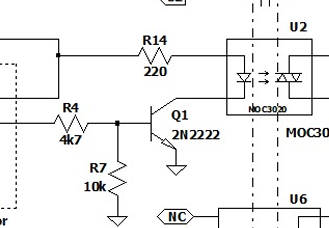 R14
220
U2
MOC3020
R4
4k7
Q1
2N2222
MOC30
R7
10k
NC
U6
or